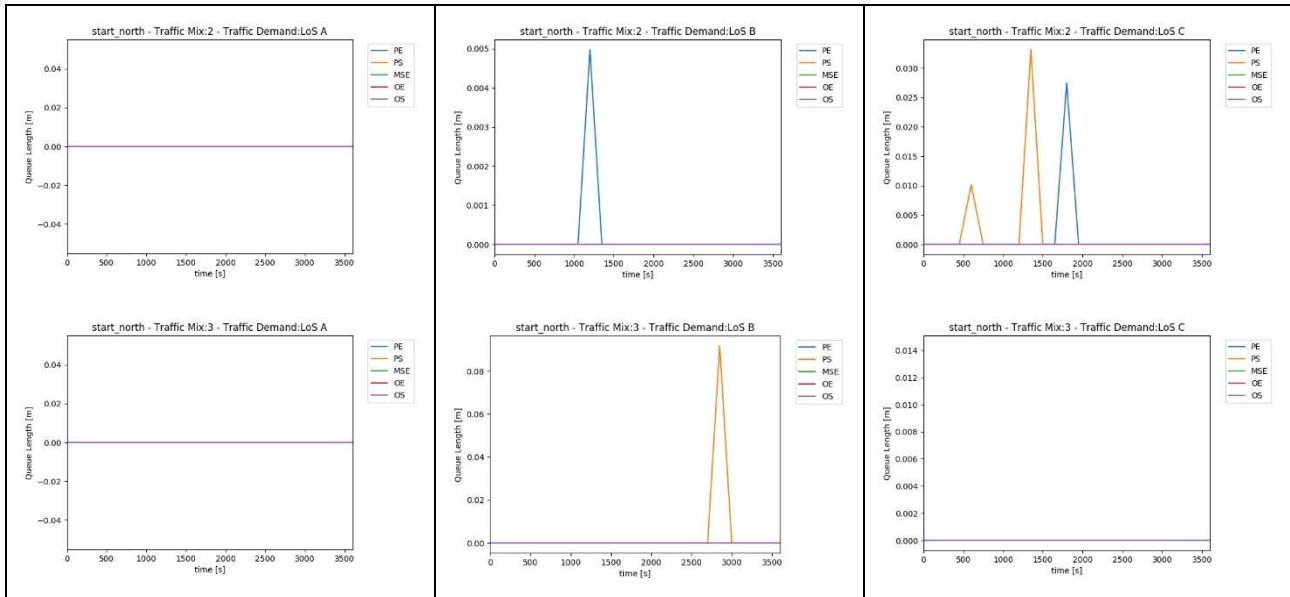 start_north - Traffic Mix:2 - Traffic Demand:LoS A
Queue Length [m]
0.04
0.02
0.00
−0.02
−0.04
0 500 1000 1500 2000 2500 3000 3500
time [s]
PE
PS
MSE
OE
OS
start_north - Traffic Mix:2 - Traffic Demand:LoS B
Queue Length [m]
0.005
0.004
0.003
0.002
0.001
0.000
0 500 1000 1500 2000 2500 3000 3500
time [s]
PE
PS
MSE
OE
OS
start_north - Traffic Mix:2 - Traffic Demand:LoS C
Queue Length [m]
0.030
0.025
0.020
0.015
0.010
0.005
0.000
0 500 1000 1500 2000 2500 3000 3500
time [s]
PE
PS
MSE
OE
OS
start_north - Traffic Mix:3 - Traffic Demand:LoS A
Queue Length [m]
0.04
0.02
0.00
−0.02
−0.04
0 500 1000 1500 2000 2500 3000 3500
time [s]
PE
PS
MSE
OE
OS
start_north - Traffic Mix:3 - Traffic Demand:LoS B
Queue Length [m]
0.08
0.06
0.04
0.02
0.00
0 500 1000 1500 2000 2500 3000 3500
time [s]
PE
PS
MSE
OE
OS
start_north - Traffic Mix:3 - Traffic Demand:LoS C
Queue Length [m]
0.014
0.012
0.010
0.008
0.006
0.004
0.002
0.000
0 500 1000 1500 2000 2500 3000 3500
time [s]
PE
PS
MSE
OE
OS